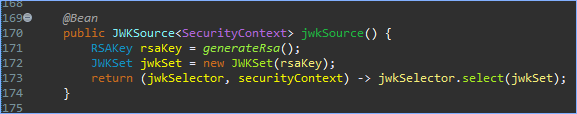 168
169 @Bean
170 public JWKSource<SecurityContext> jwkSource() {
171 RSAKey rsaKey = generateRsa();
172 JWKSet jwkSet = new JWKSet(rsaKey);
173 return (jwkSelector, securityContext) -> jwkSelector.select(jwkSet);
174 }
175